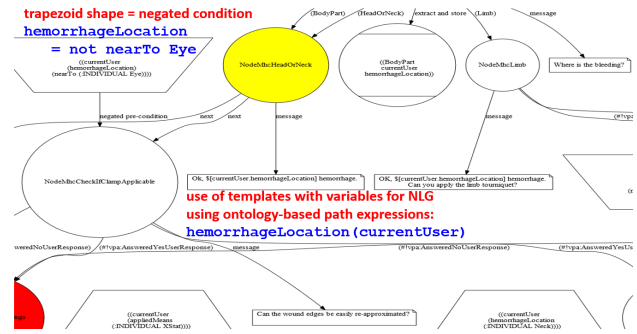 trapezoid shape = negated condition
hemorrhageLocation
= not nearTo Eye
(BodyPart)
(HeadOrNeck)
extract and store
(Limb)
message
((currentUser
(hemorrhageLocation)
(nearTo (:INDIVIDUAL Eye))))
NodeMhcHeadOrNeck
((BodyPart
currentUser
hemorrhageLocation))
NodeMhcLimb
Where is the bleeding?
negated pre-condition
next
next
message
message
(#!vpa
NodeMhcCheckIfClampApplicable
Ok, $[currentUser.hemorrhageLocation] hemorrhage.
OK, $[currentUser.hemorrhageLocation] hemorrhage.
Can you apply the limb tourniquet?
use of templates with variables for NLG
using ontology-based path expressions:
hemorrhageLocation(currentUser)
weredNoUserResponse)
(#!vpa:AnsweredYesUserResponse)
message
(#!vpa:AnsweredNoUserResponse)
(#!vpa:AnsweredYesUs
((currentUser
(appliedMeans
(:INDIVIDUAL XStat))))
Can the wound edges be easily re-approximated?
((currentUser
(hemorrhageLocation
(:INDIVIDUAL Neck))))